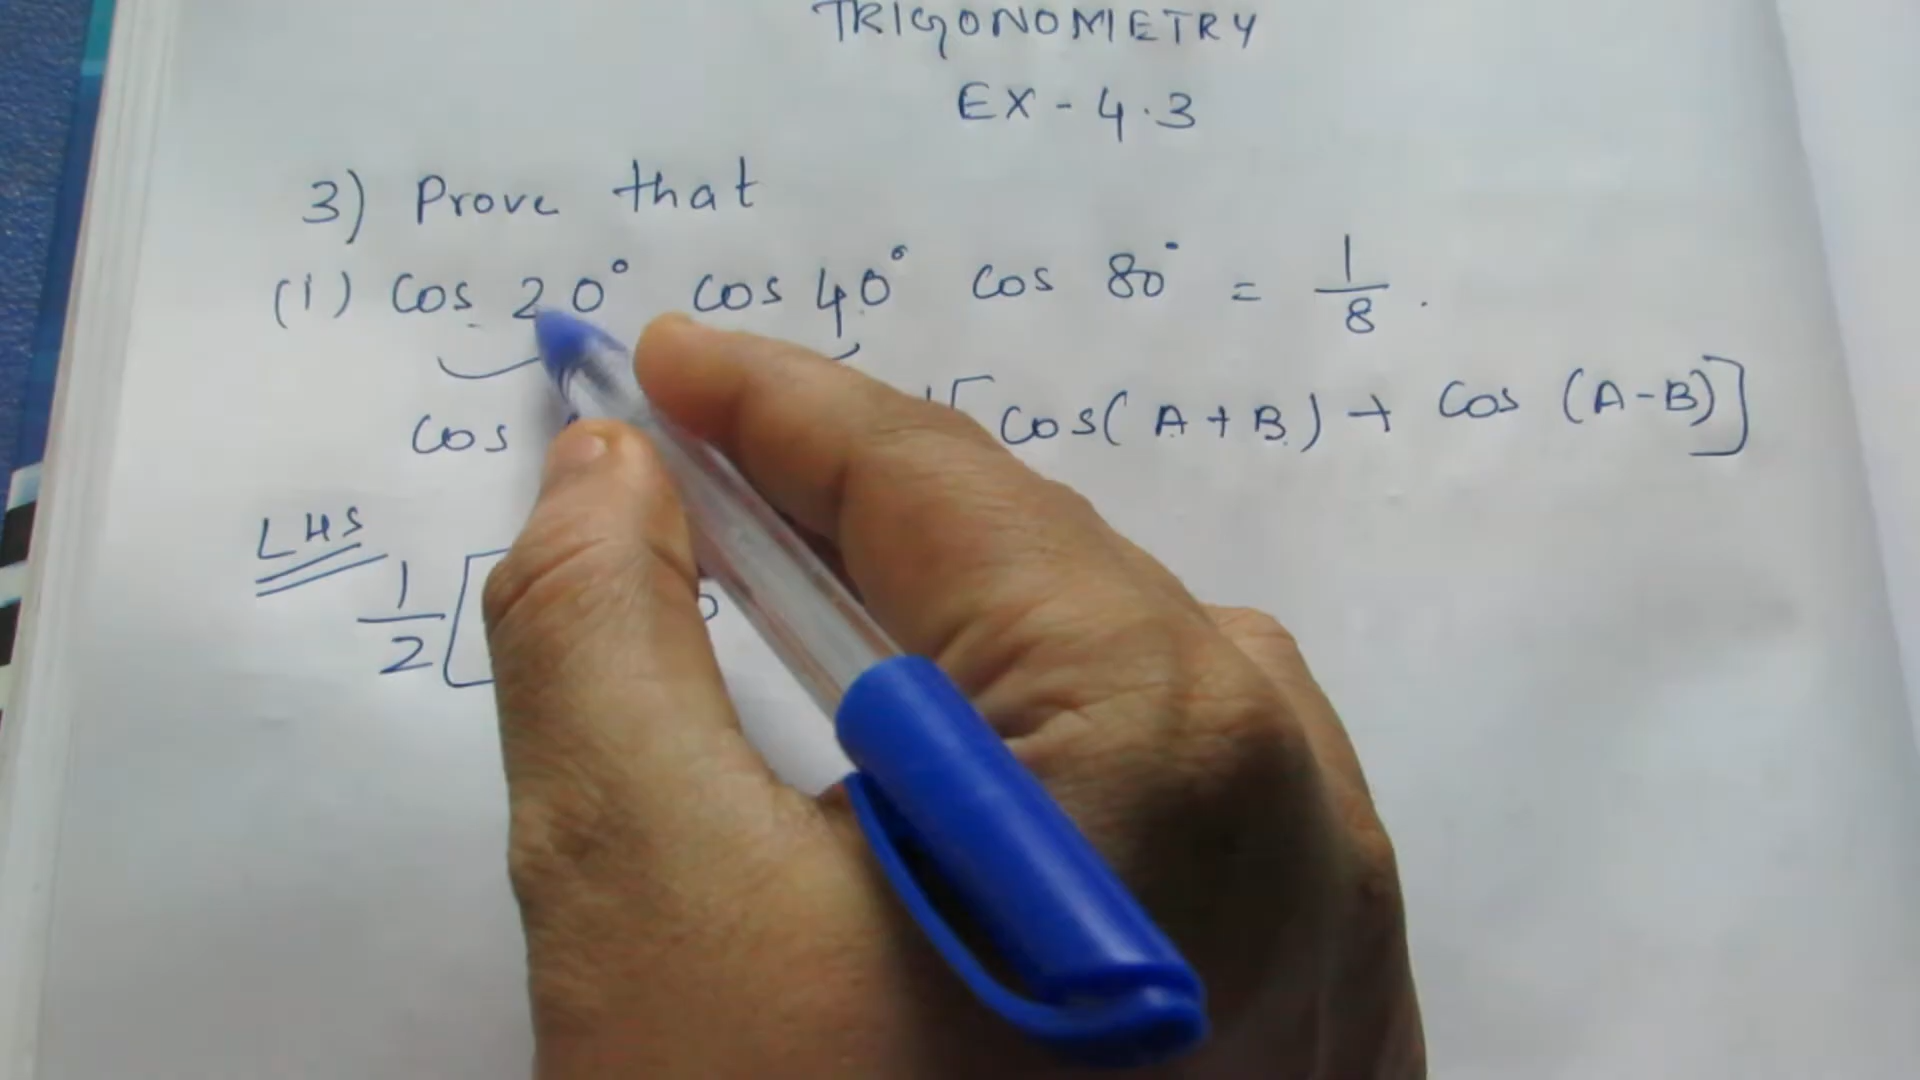 TRIGONOMETRY
EX - 4.3
3) Prove that
(i) cos 20° cos 40° cos 80° = 1/8.
cos [cos(A+B) + cos (A-B)]
LHS
1/2 [